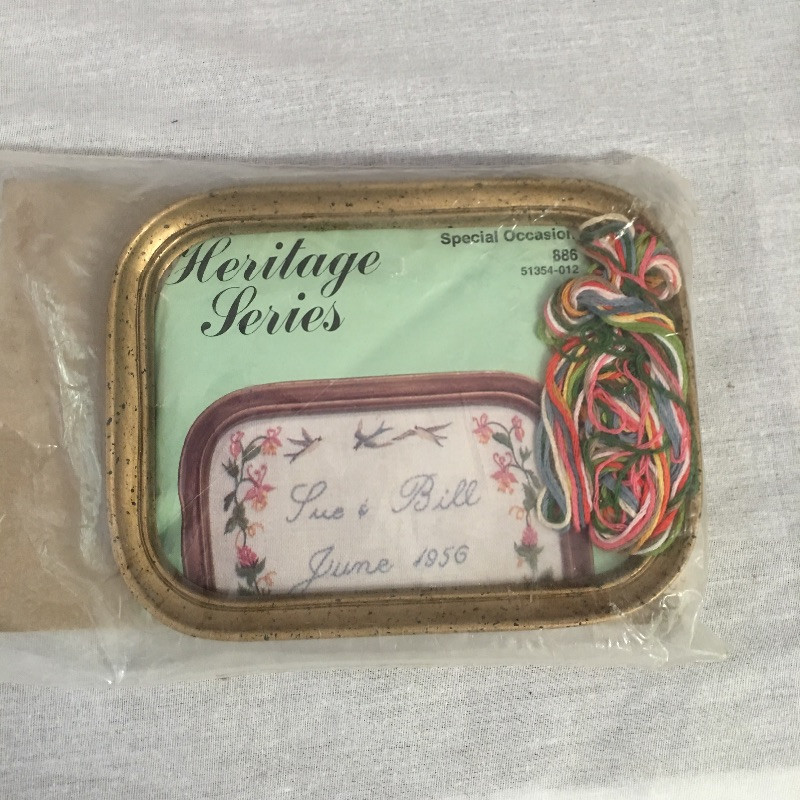 Heritage
Series
Special Occasion
886
51354-012
Sue & Bill
June 1956